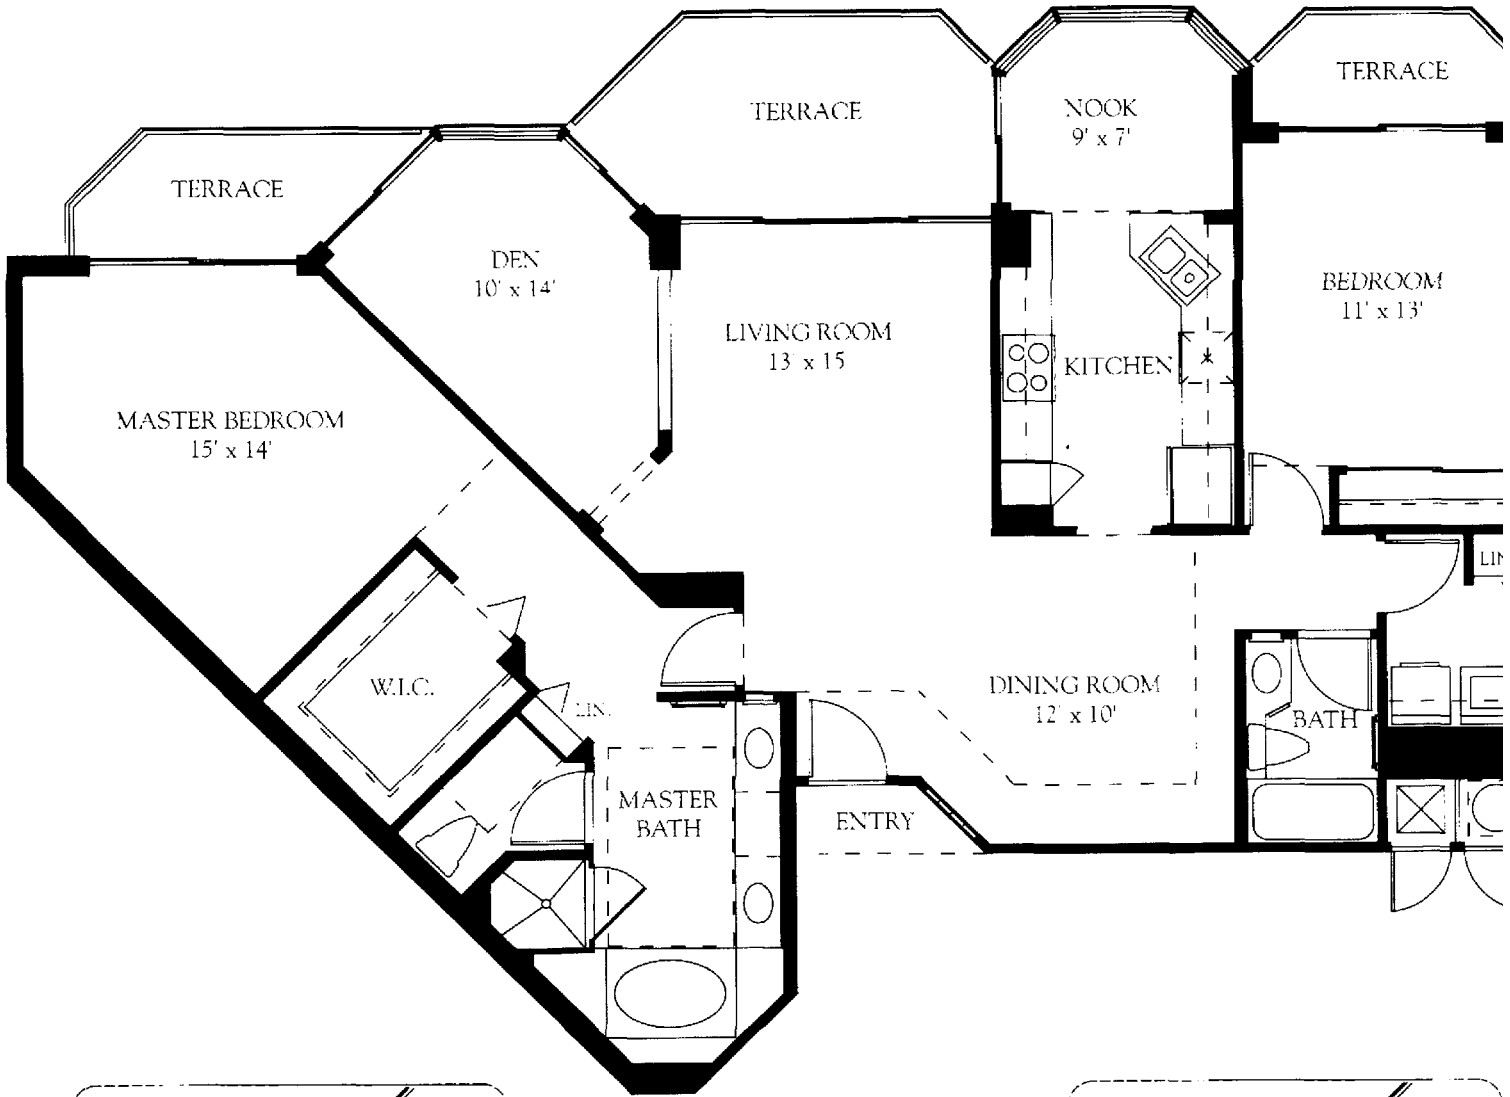 TERRACE
TERRACE
NOOK
9' x 7'
TERRACE
DEN
10' x 14'
BEDROOM
11' x 13'
LIVING ROOM
13 x 15
KITCHEN
MASTER BEDROOM
15' x 14'
LIN
W.I.C.
LIN.
DINING ROOM
12' x 10'
BATH
MASTER
BATH
ENTRY